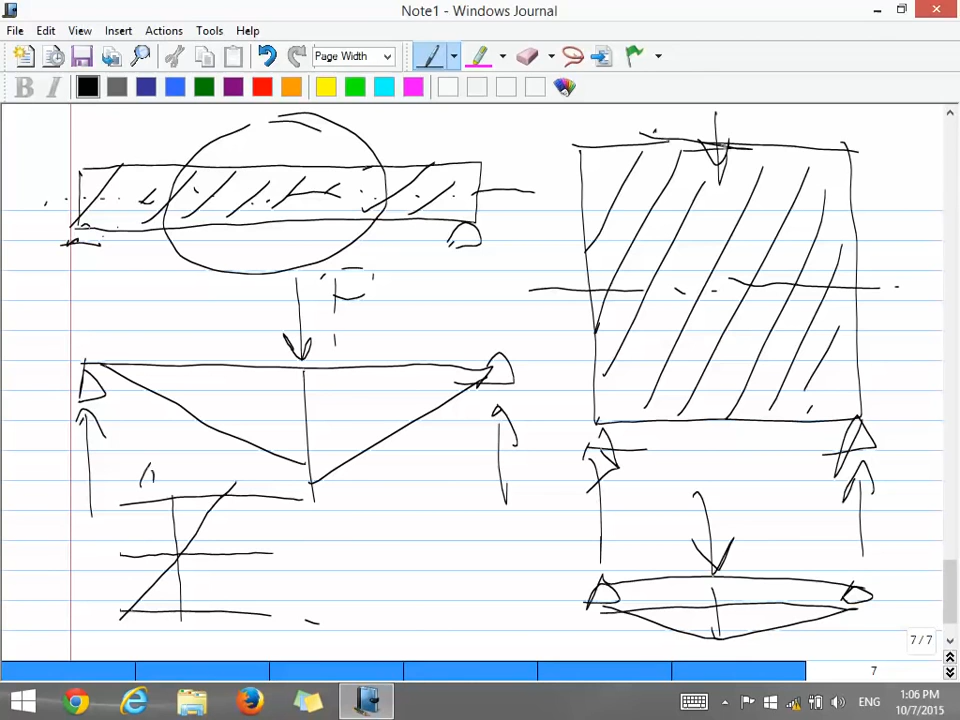 Note1 - Windows Journal
File Edit View Insert Actions Tools Help
Page Width
B I
F
7 / 7
7
ENG
1:06 PM
10/7/2015